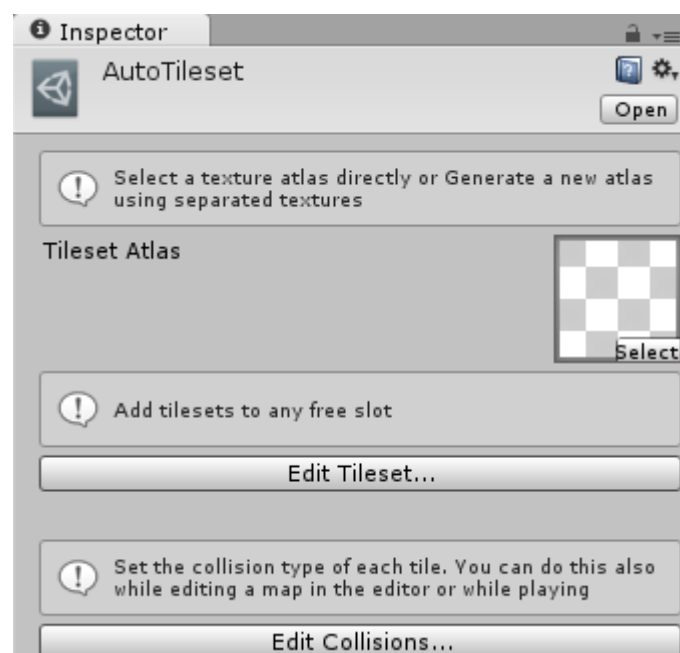 Inspector
AutoTileset
Open
Select a texture atlas directly or Generate a new atlas
using separated textures
Tileset Atlas
Select
Add tilesets to any free slot
Edit Tileset...
Set the collision type of each tile. You can do this also
while editing a map in the editor or while playing
Edit Collisions...